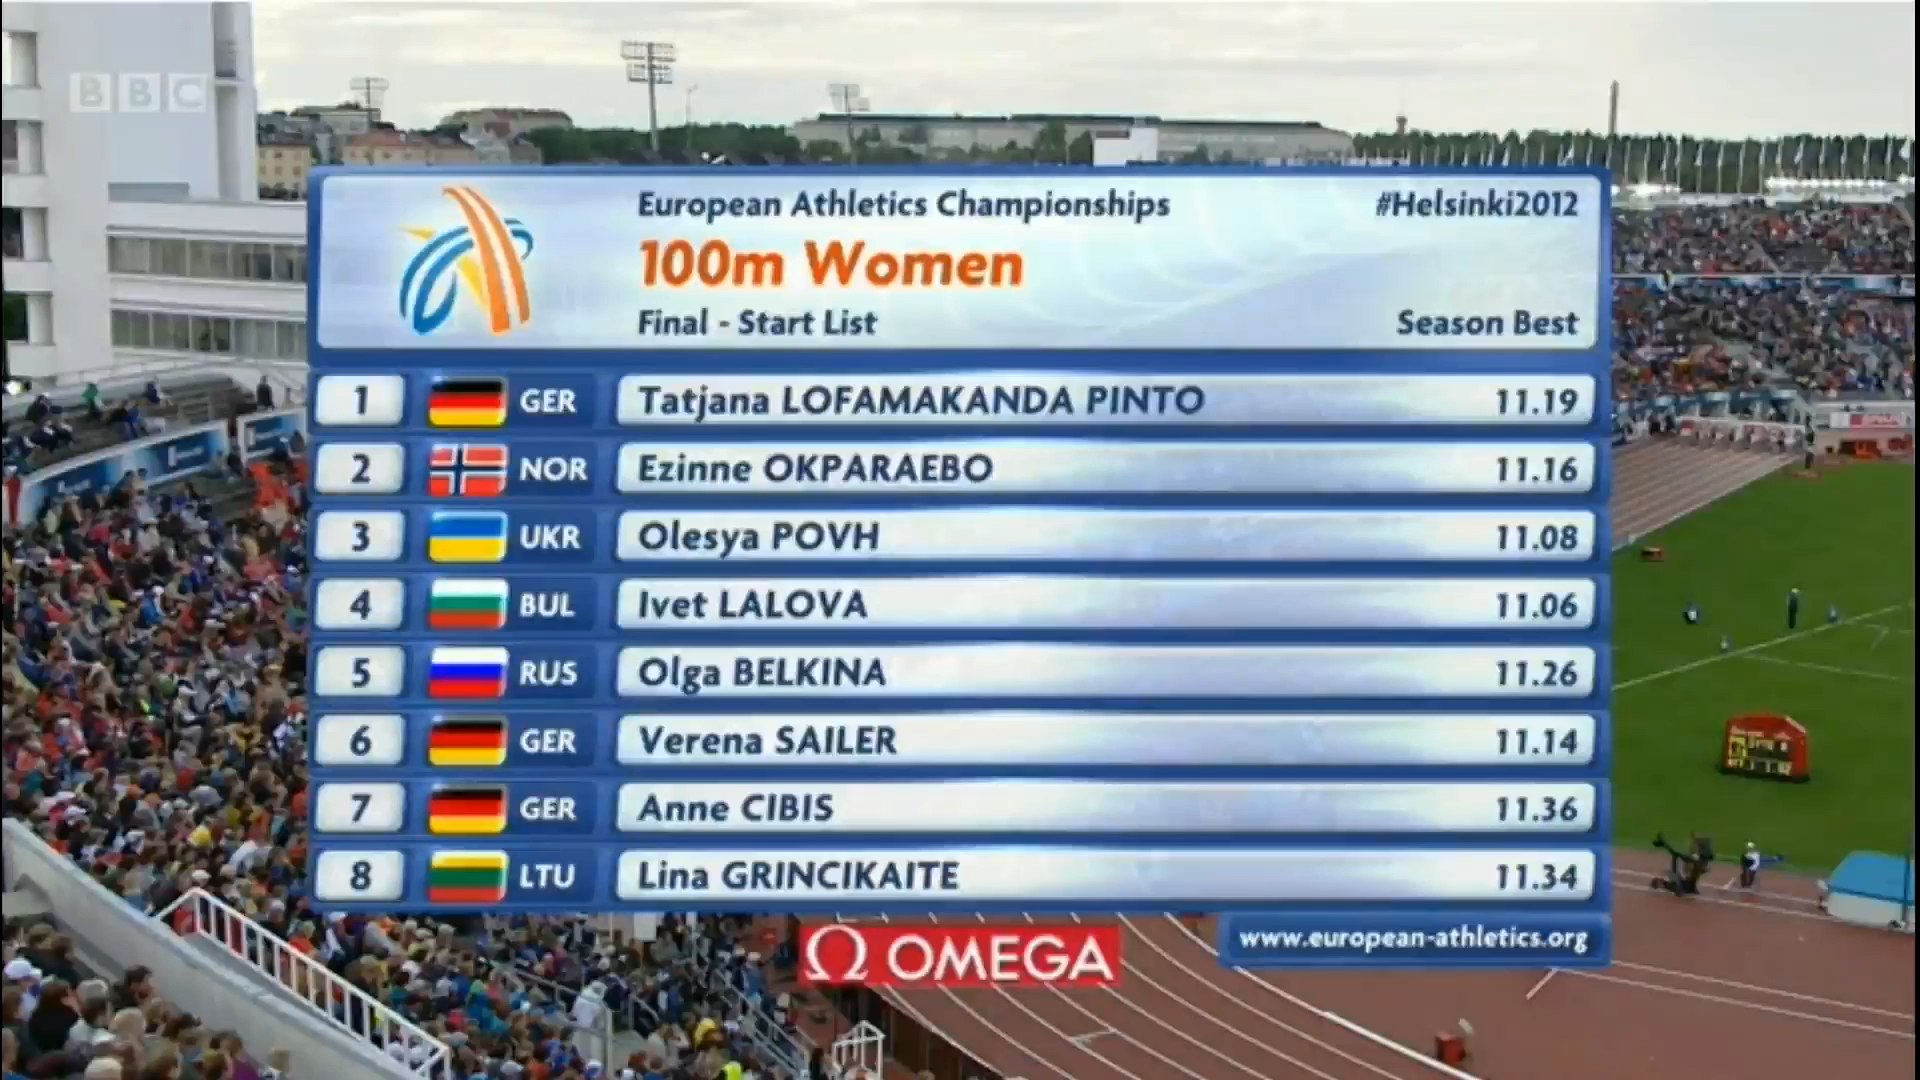 BBC
European Athletics Championships #Helsinki2012
100m Women
Final - Start List Season Best
1 GER Tatjana LOFAMAKANDA PINTO 11.19
2 NOR Ezinne OKPARAEBO 11.16
3 UKR Olesya POVH 11.08
4 BUL Ivet LALOVA 11.06
5 RUS Olga BELKINA 11.26
6 GER Verena SAILER 11.14
7 GER Anne CIBIS 11.36
8 LTU Lina GRINCIKAITE 11.34
Ω OMEGA
www.european-athletics.org